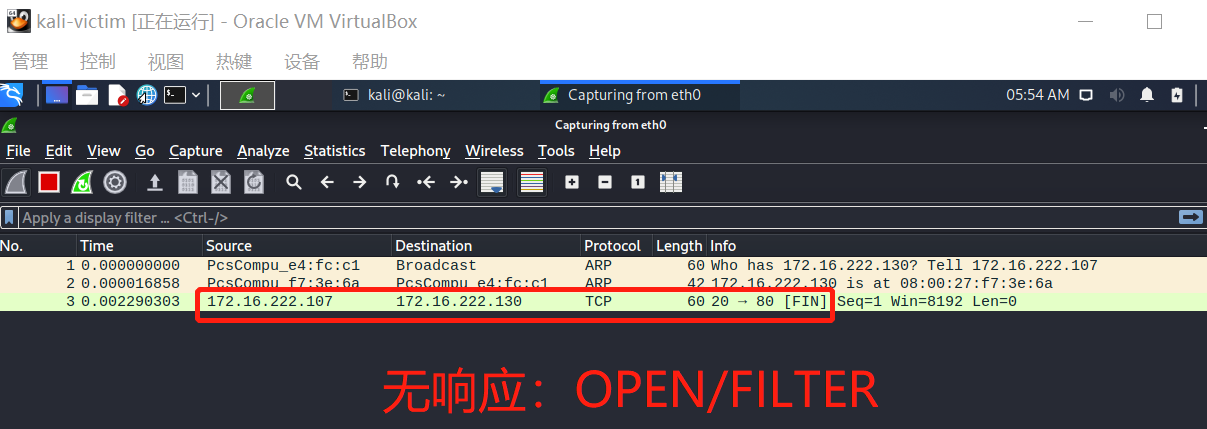 kali-victim [正在运行] - Oracle VM VirtualBox
管理 控制 视图 热键 设备 帮助
kali@kali: ~ Capturing from eth0 05:54 AM
Capturing from eth0
File Edit View Go Capture Analyze Statistics Telephony Wireless Tools Help
Apply a display filter ... <Ctrl-/>
No. Time Source Destination Protocol Length Info
1 0.000000000 PcsCompu_e4:fc:c1 Broadcast ARP 60 Who has 172.16.222.130? Tell 172.16.222.107
2 0.000016858 PcsCompu_f7:3e:6a PcsCompu_e4:fc:c1 ARP 42 172.16.222.130 is at 08:00:27:f7:3e:6a
3 0.002290303 172.16.222.107 172.16.222.130 TCP 60 20 → 80 [FIN] Seq=1 Win=8192 Len=0
无响应：OPEN/FILTER